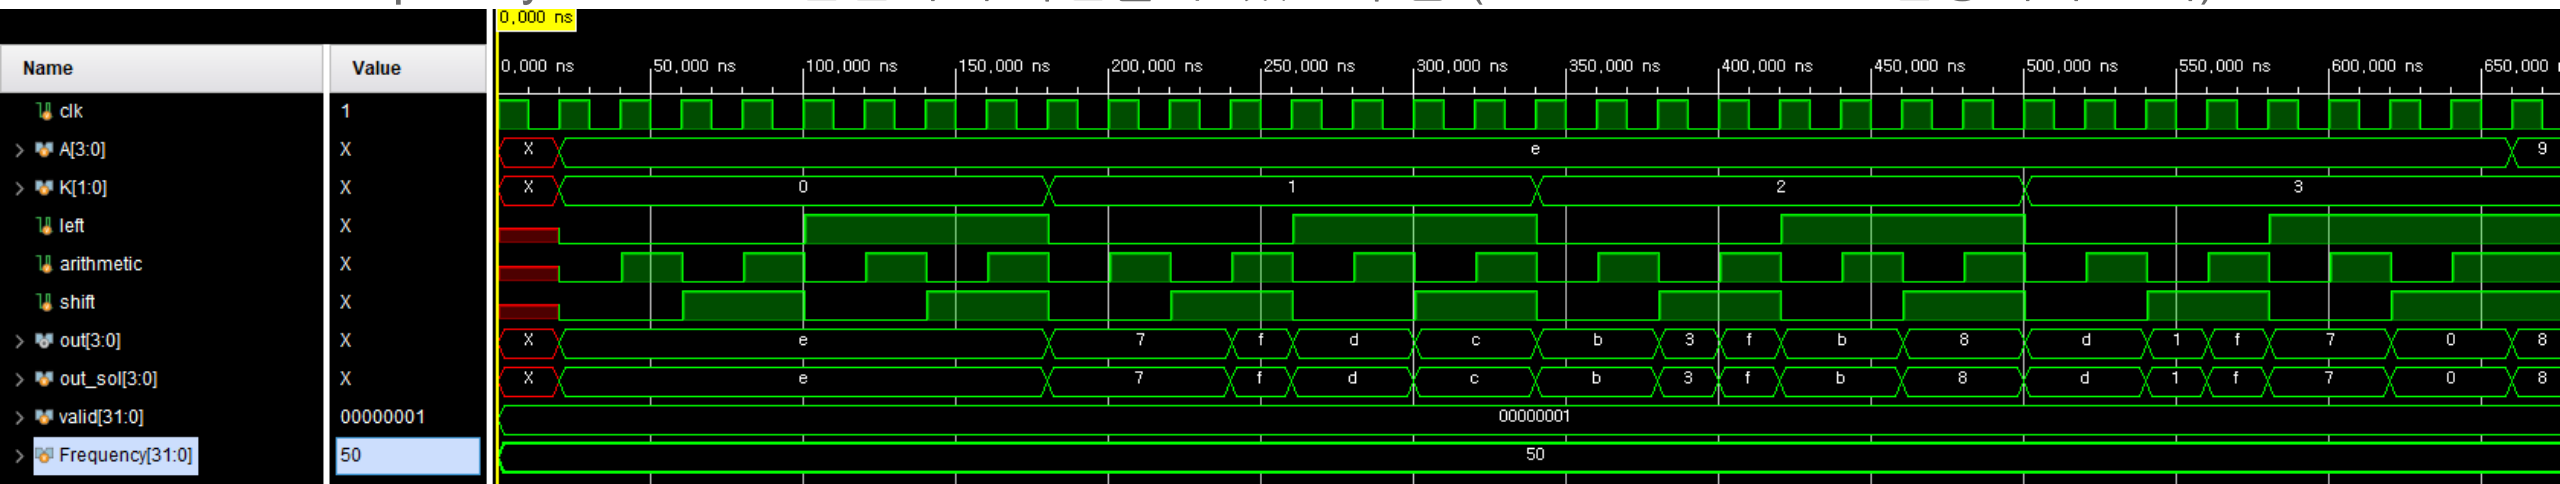 0,000 ns
Name Value 0,000 ns 50,000 ns 100,000 ns 150,000 ns 200,000 ns 250,000 ns 300,000 ns 350,000 ns 400,000 ns 450,000 ns 500,000 ns 550,000 ns 600,000 ns 650,000
clk 1
A[3:0] X X e 9
K[1:0] X X 0 1 2 3
left X
arithmetic X
shift X
out[3:0] X X e 7 f d c b 3 f b 8 d 1 f 7 0 8
out_sol[3:0] X X e 7 f d c b 3 f b 8 d 1 f 7 0 8
valid[31:0] 00000001 00000001
Frequency[31:0] 50 50